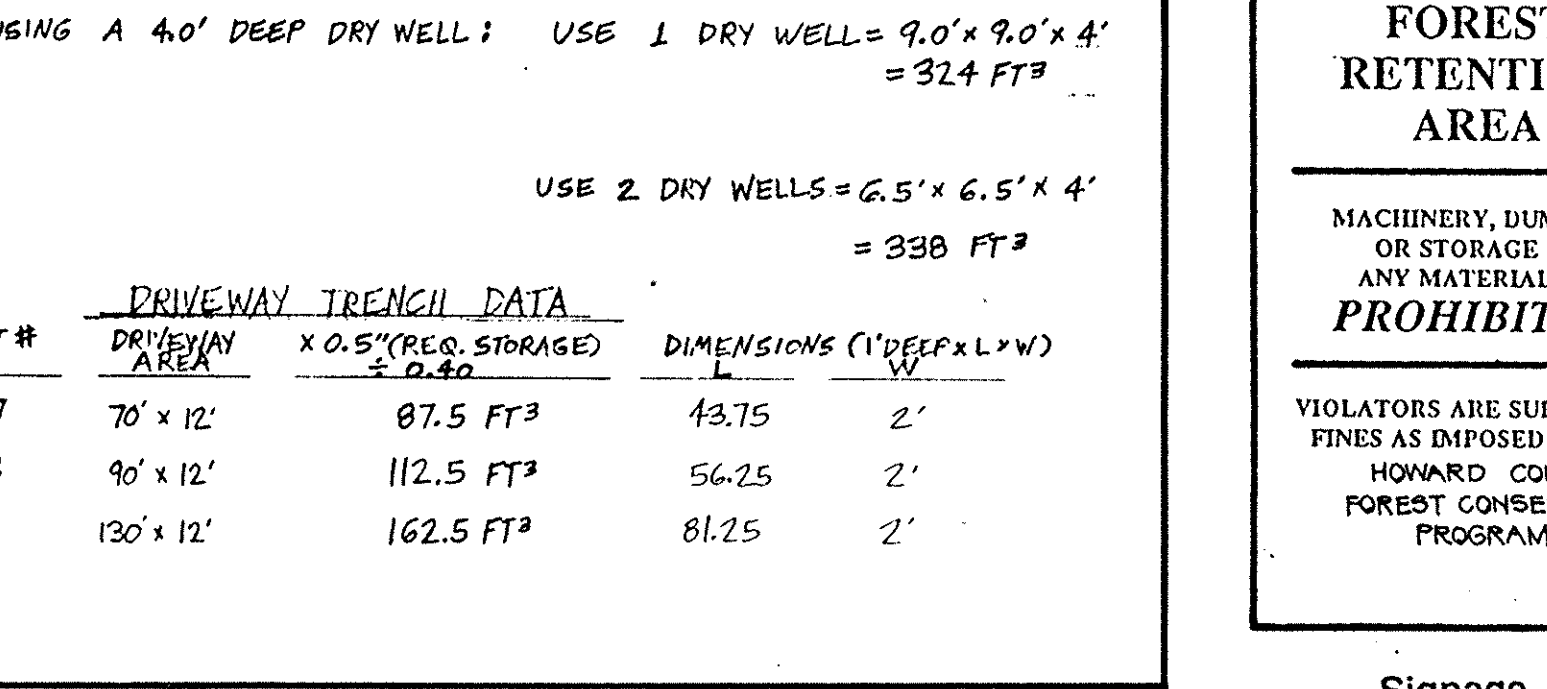 A 4.0' DEEP DRY WELL: USE 1 DRY WELL = 9.0' x 9.0' x 4'
= 324 FT³
USE 2 DRY WELLS = 6.5' x 6.5' x 4'
= 338 FT³
DRIVEWAY TRENCH DATA
# DRIVEWAY AREA X 0.5" (REQ. STORAGE) ÷ 0.40 DIMENSIONS (1' DEEP x L x W)
L W
70' x 12' 87.5 FT³ 43.75 2'
90' x 12' 112.5 FT³ 56.25 2'
130' x 12' 162.5 FT³ 81.25 2'
FOREST
RETENTI
AREA
MACHINERY, DUM
OR STORAGE
ANY MATERIAL
PROHIBIT
VIOLATORS ARE SU
FINES AS IMPOSED
HOWARD CO
FOREST CONSE
PROGRAM
Signage